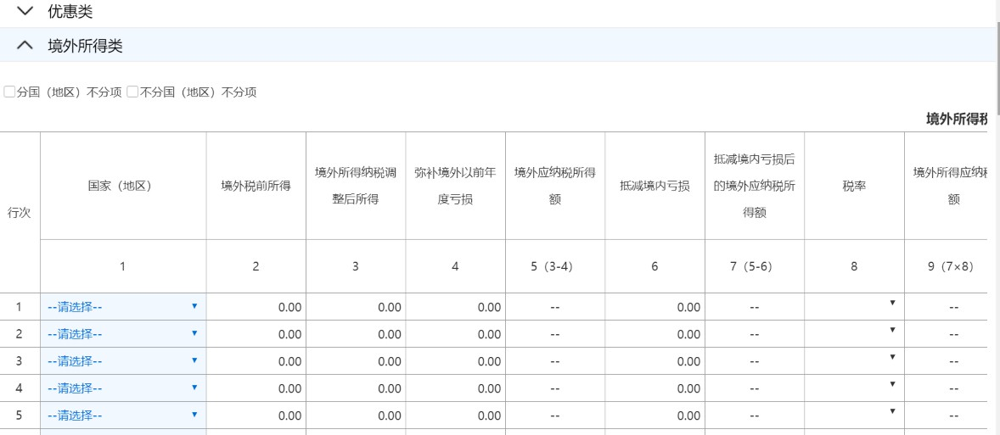 优惠类
境外所得类
分国（地区）不分项 不分国（地区）不分项
境外所得税
行次 国家（地区） 境外税前所得 境外所得纳税调整后所得 弥补境外以前年度亏损 境外应纳税所得额 抵减境内亏损 抵减境内亏损后的境外应纳税所得额 税率 境外所得应纳税额
1 2 3 4 5（3-4） 6 7（5-6） 8 9（7×8）
1 --请选择-- 0.00 0.00 0.00 -- 0.00 -- --
2 --请选择-- 0.00 0.00 0.00 -- 0.00 -- --
3 --请选择-- 0.00 0.00 0.00 -- 0.00 -- --
4 --请选择-- 0.00 0.00 0.00 -- 0.00 -- --
5 --请选择-- 0.00 0.00 0.00 -- 0.00 -- --